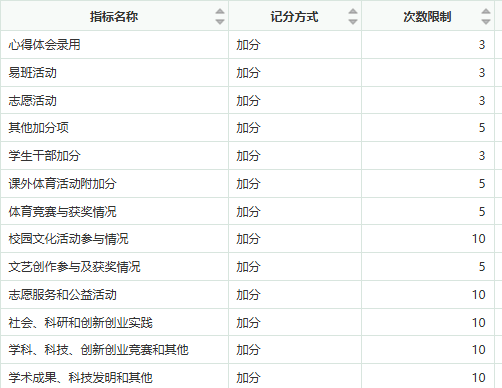 指标名称 记分方式 次数限制
心得体会录用 加分 3
易班活动 加分 3
志愿活动 加分 3
其他加分项 加分 5
学生干部加分 加分 3
课外体育活动附加分 加分 5
体育竞赛与获奖情况 加分 5
校园文化活动参与情况 加分 10
文艺创作参与及获奖情况 加分 5
志愿服务和公益活动 加分 10
社会、科研和创新创业实践 加分 10
学科、科技、创新创业竞赛和其他 加分 10
学术成果、科技发明和其他 加分 10